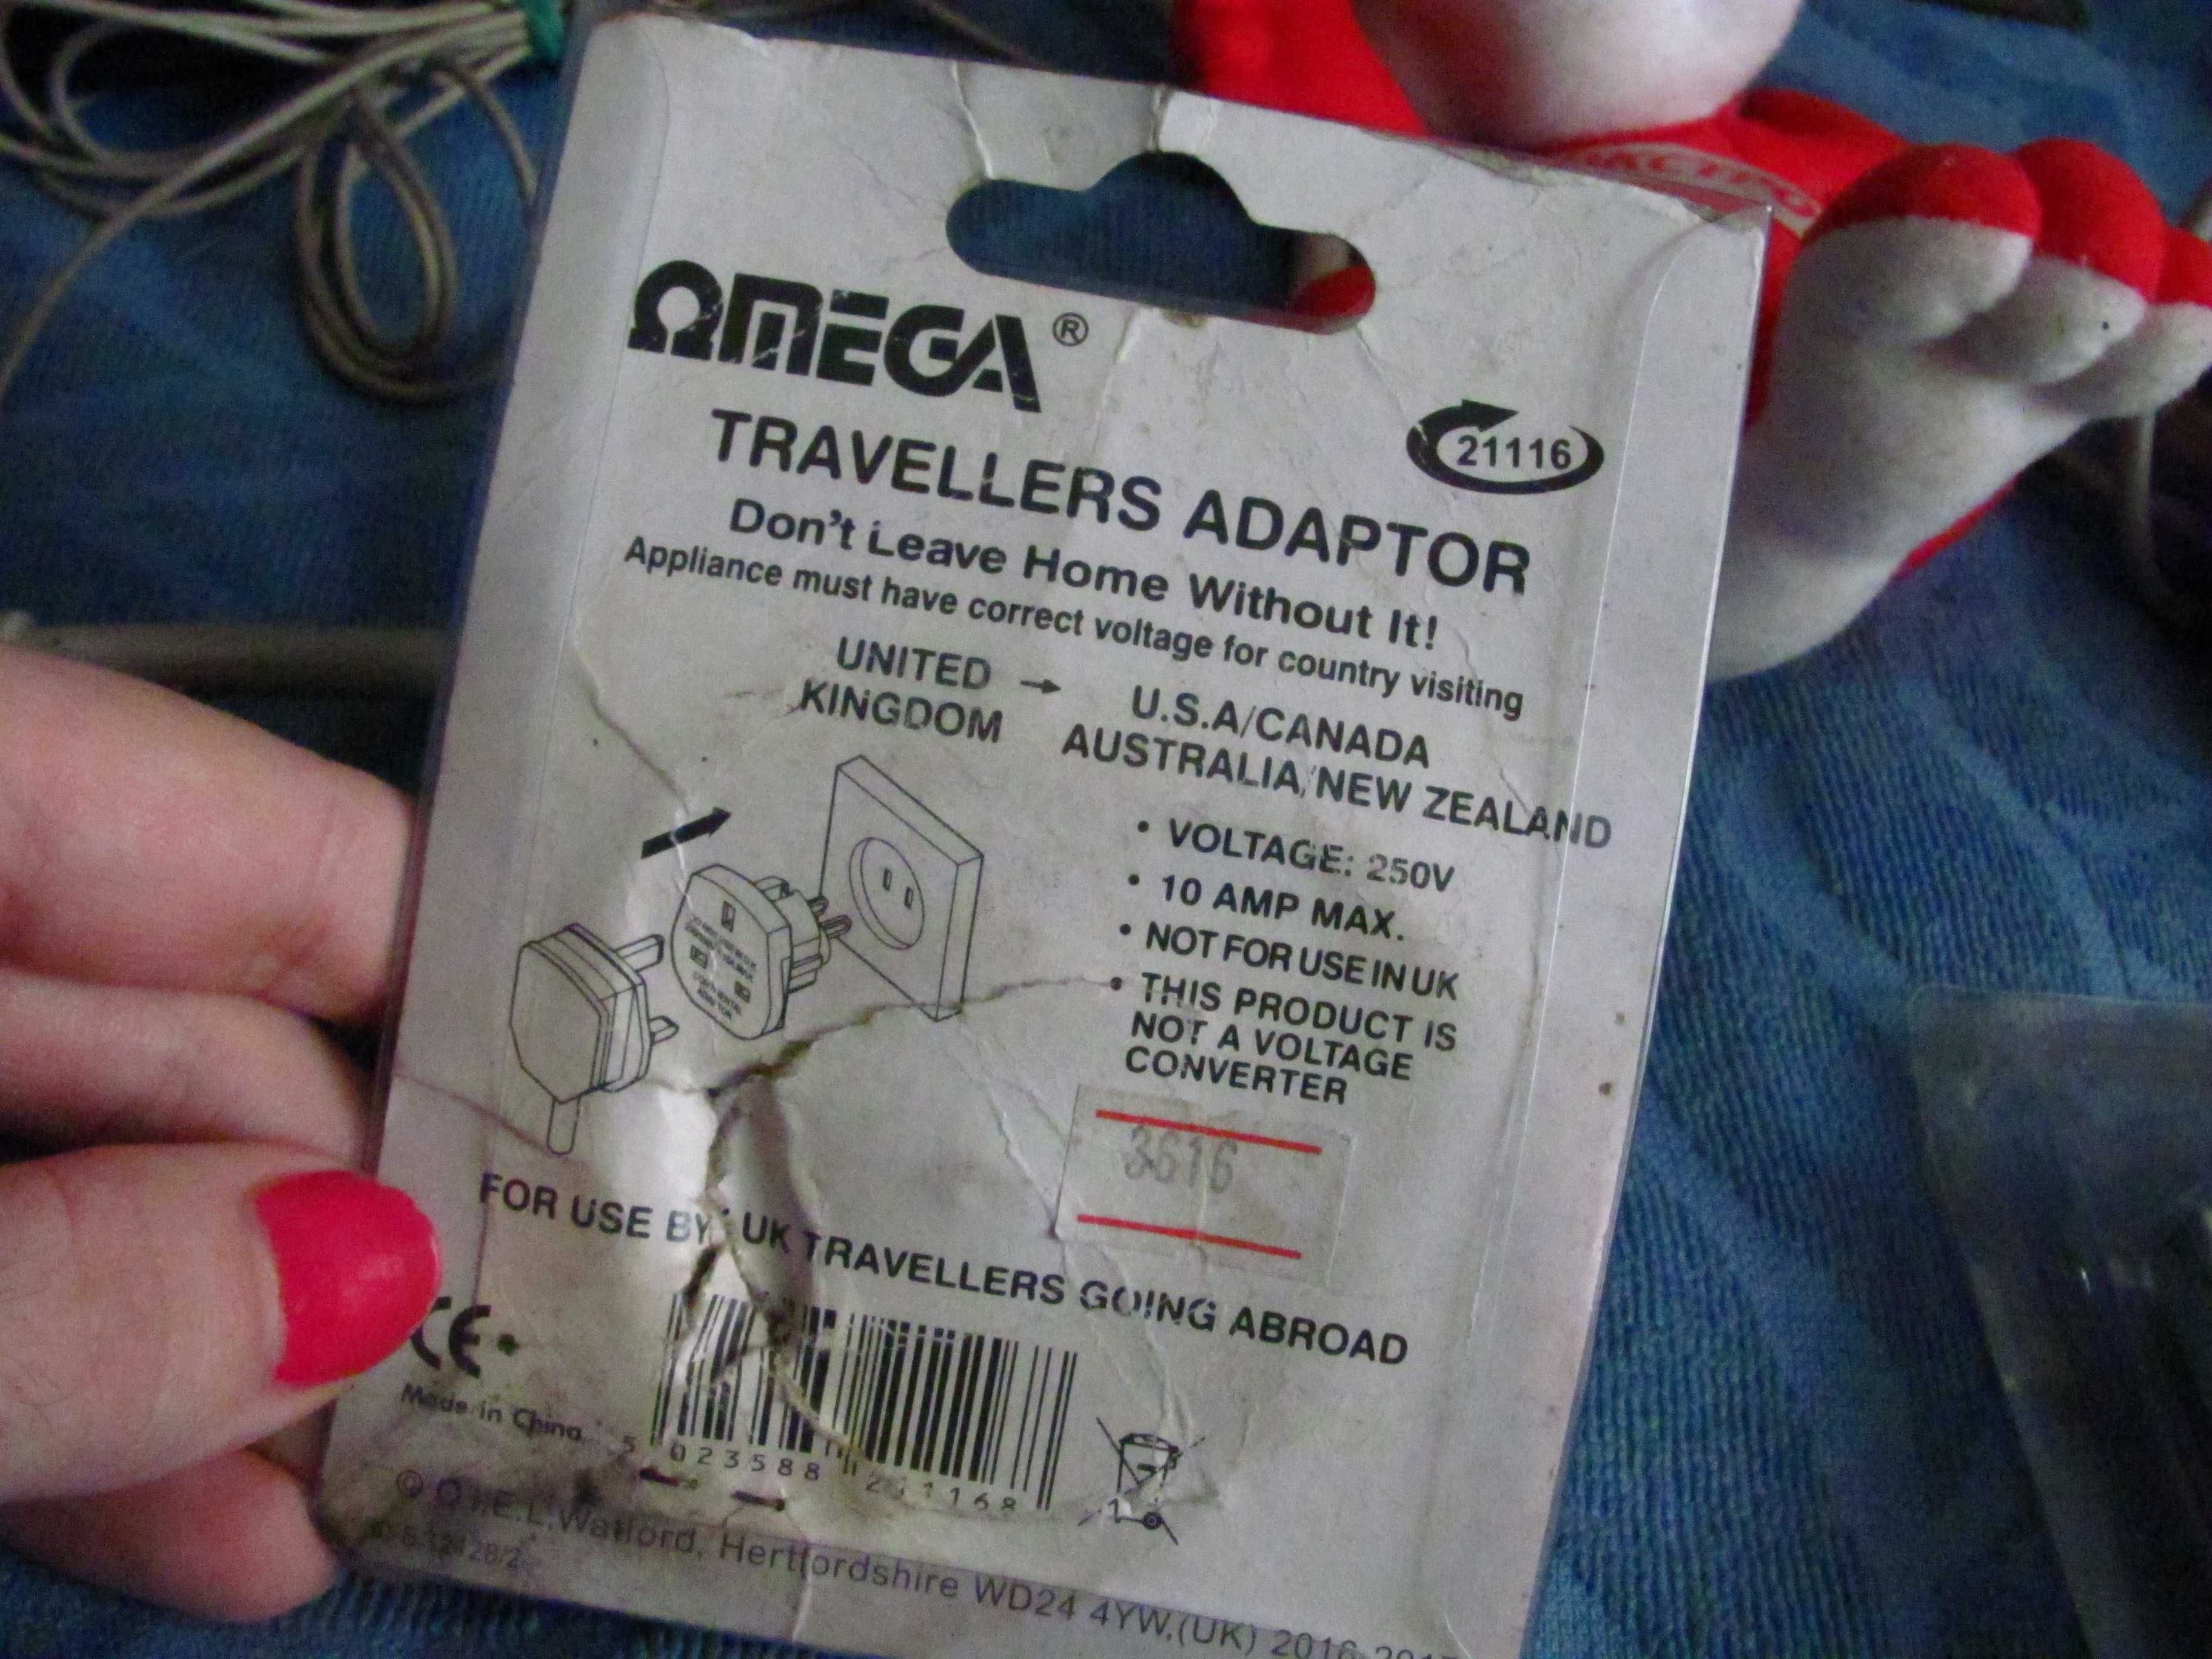 ΩMEGA®
21116
TRAVELLERS ADAPTOR
Don't Leave Home Without It!
Appliance must have correct voltage for country visiting
UNITED KINGDOM → U.S.A/CANADA
AUSTRALIA/NEW ZEALAND
• VOLTAGE: 250V
• 10 AMP MAX.
• NOT FOR USE IN UK
• THIS PRODUCT IS
NOT A VOLTAGE
CONVERTER
3616
FOR USE BY UK TRAVELLERS GOING ABROAD
CE
Made in China
5 023588 211168
Watford, Hertfordshire WD24 4YW,(UK) 2016